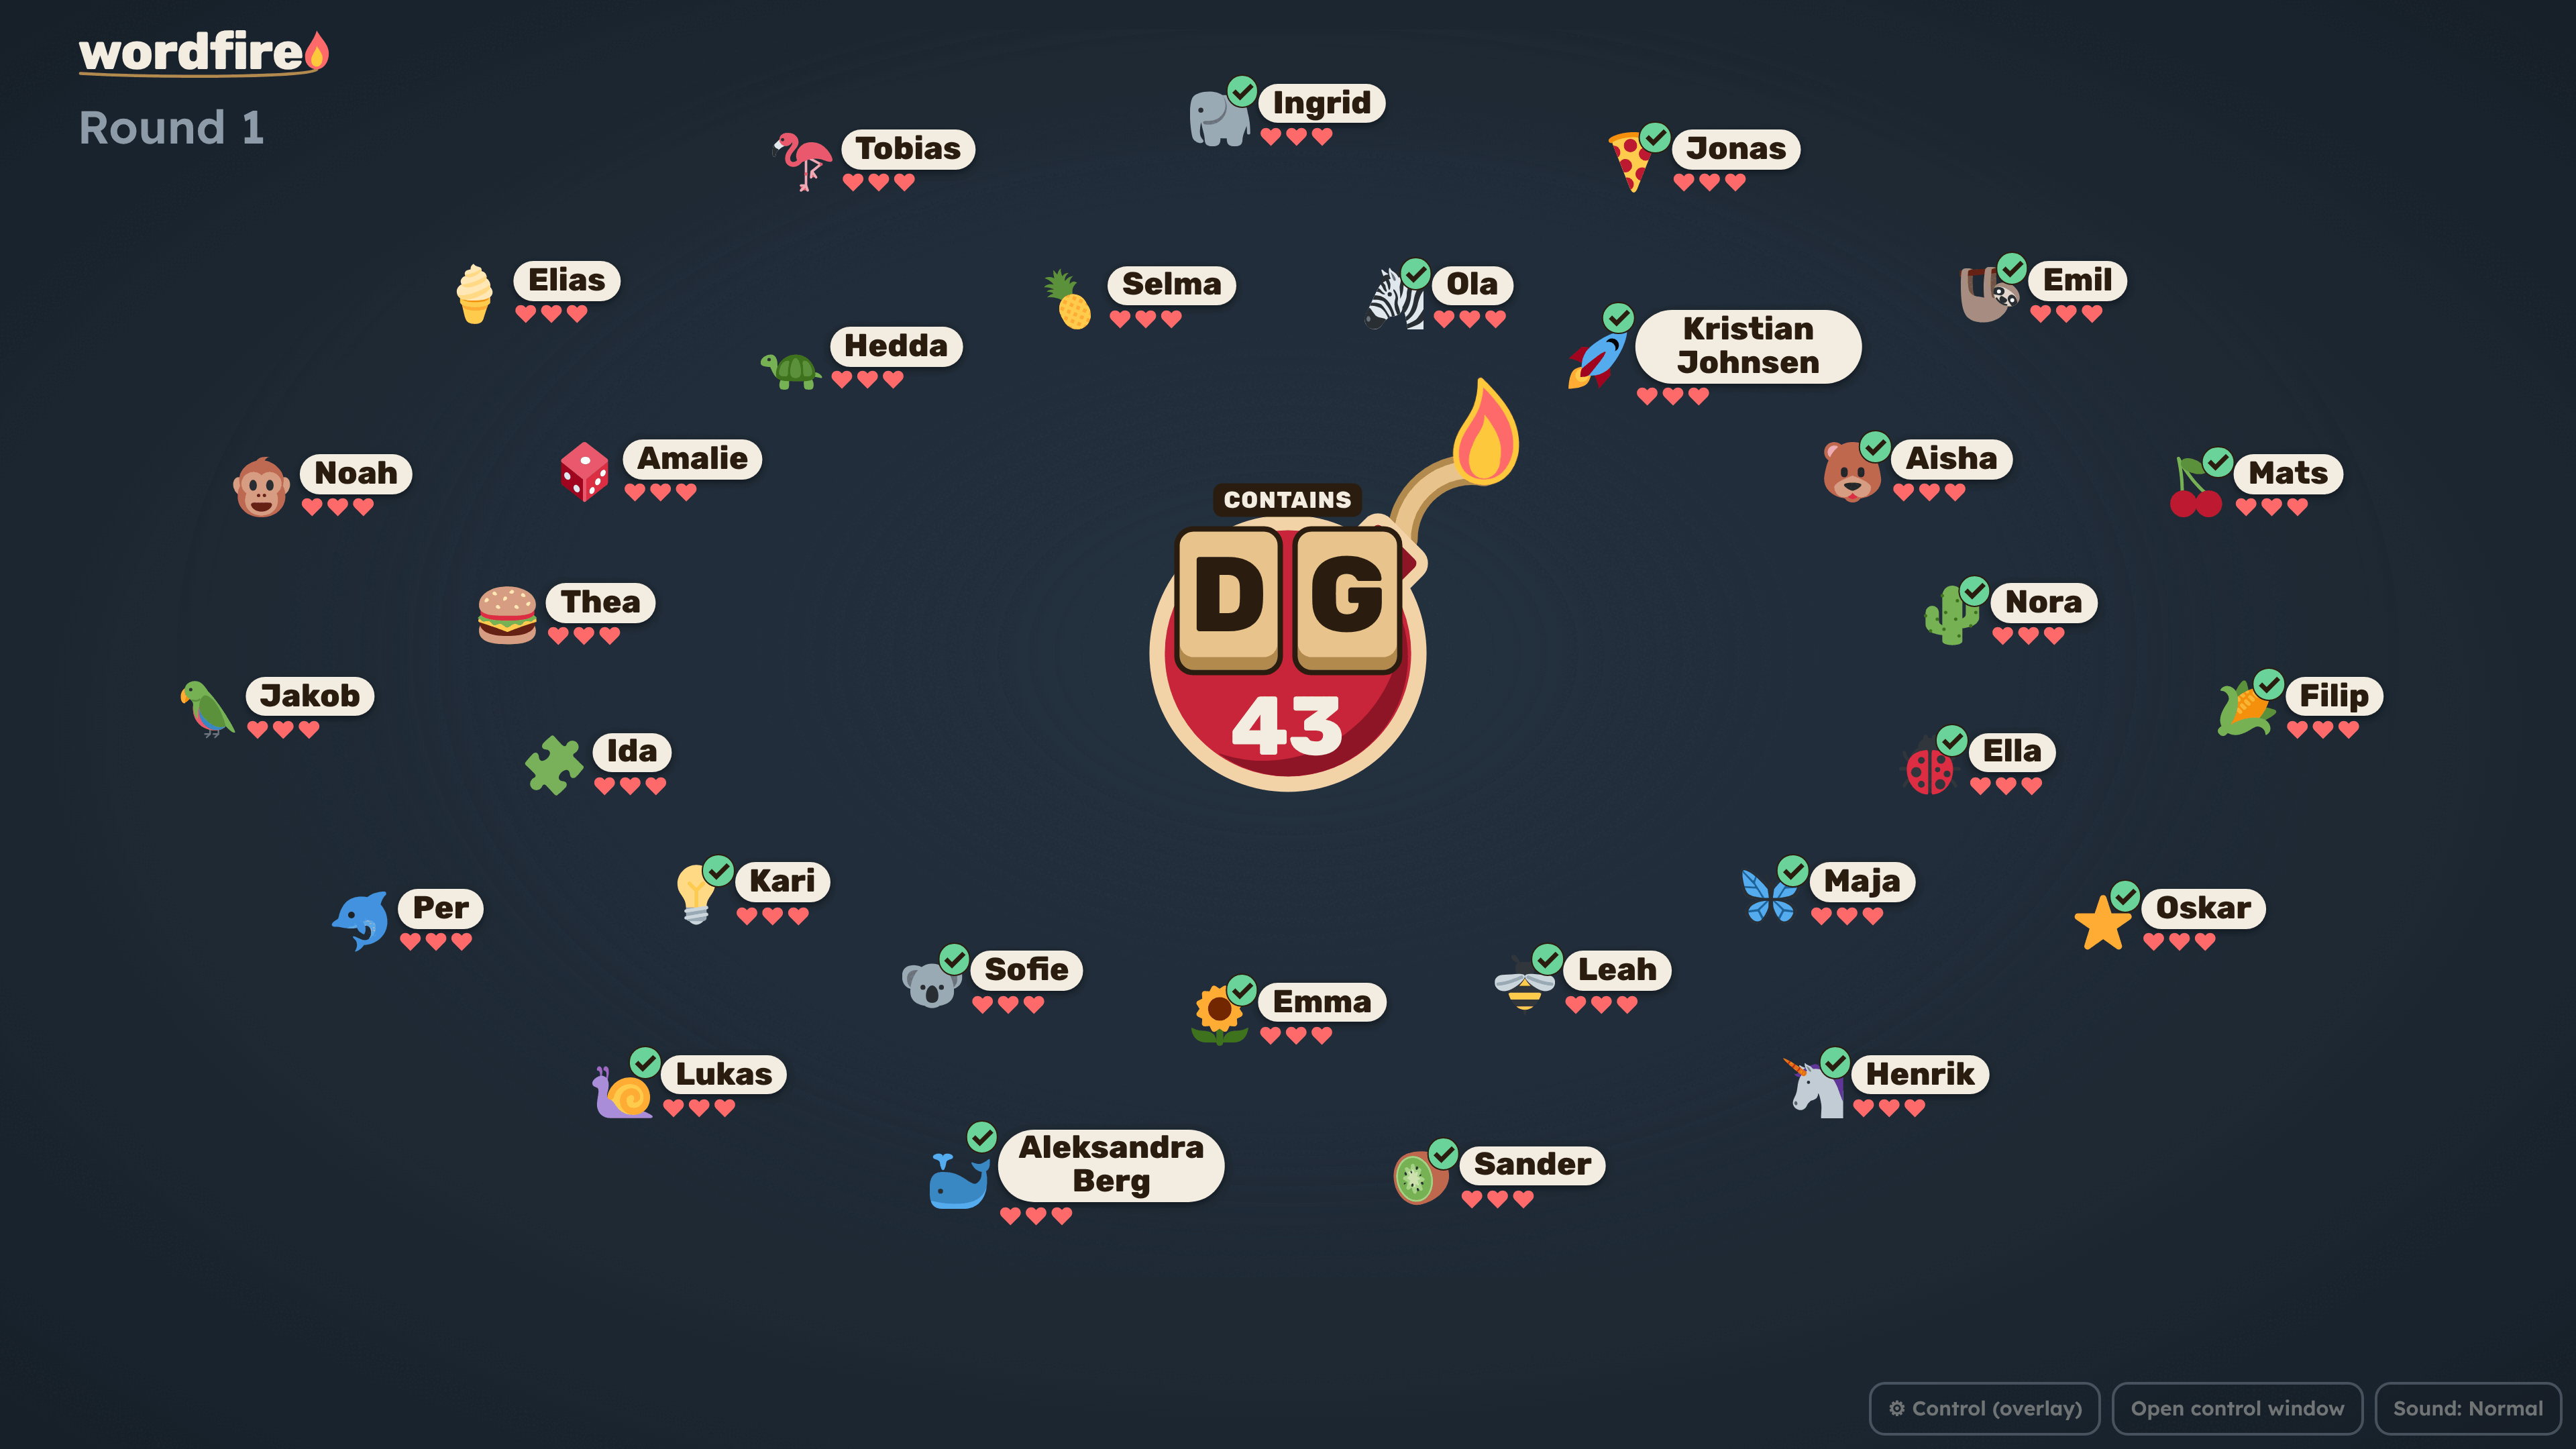 wordfire
Round 1
Ingrid
Tobias
Jonas
Elias
Selma
Ola
Emil
Kristian
Johnsen
Hedda
Noah
Amalie
Aisha
Mats
CONTAINS
D G
Thea
Nora
Jakob
43
Filip
Ida
Ella
Kari
Maja
Per
Oskar
Sofie
Emma
Leah
Lukas
Henrik
Aleksandra
Berg
Sander
Control (overlay)
Open control window
Sound: Normal